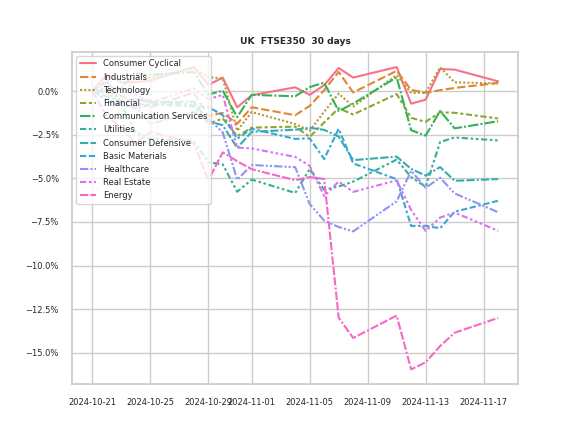 UK  FTSE350  30 days
Consumer Cyclical
Industrials
Technology
Financial
Communication Services
Utilities
Consumer Defensive
Basic Materials
Healthcare
Real Estate
Energy
0.0%
−2.5%
−5.0%
−7.5%
−10.0%
−12.5%
−15.0%
2024-10-21 2024-10-25 2024-10-29 2024-11-01 2024-11-05 2024-11-09 2024-11-13 2024-11-17